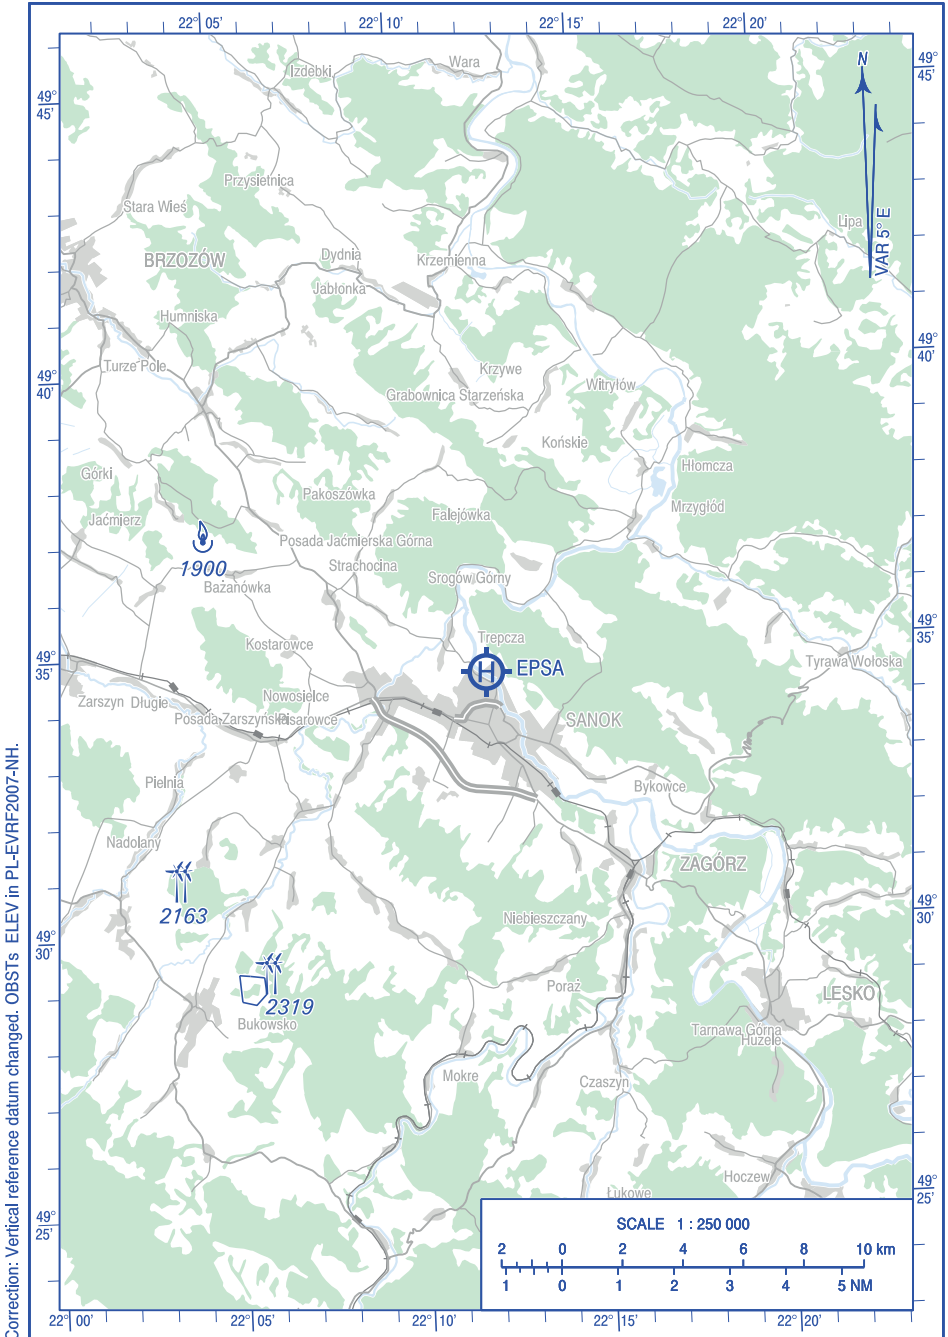 22° 05'
22° 10'
22° 15'
22° 20'
49°
45'
49°
45'
N
VAR 5° E
Izdebki
Wara
Przysietnica
Stara Wieś
Lipa
BRZOZÓW
Dydnia
Krzemienna
Jabłonka
Humniska
49°
40'
Turze Pole
Krzywe
49°
40'
Witryłów
Grabownica Starzeńska
Końskie
Górki
Hłomcza
Pakoszówka
Mrzygłód
Jaćmierz
Falejówka
Posada Jaćmierska Górna
1900
Strachocina
Srogów Górny
Bażanówka
49°
35'
Trepcza
Kostarowce
49°
35'
H
EPSA
Tyrawa Wołoska
Zarszyn
Długie
Nowosielce
Posada Zarszyńska
Pisarowce
SANOK
Pielnia
Bykowce
Nadolany
ZAGÓRZ
2163
Niebieszczany
49°
30'
49°
30'
Poraż
LESKO
2319
Bukowsko
Tarnawa Górna
Huzele
Mokre
Czaszyn
Hoczew
Łukowe
49°
25'
49°
25'
SCALE 1 : 250 000
2 0 2 4 6 8 10 km
1 0 1 2 3 4 5 NM
22° 00'
22° 05'
22° 10'
22° 15'
22° 20'
Correction: Vertical reference datum changed. OBSTs ELEV in PL-EVRF2007-NH.